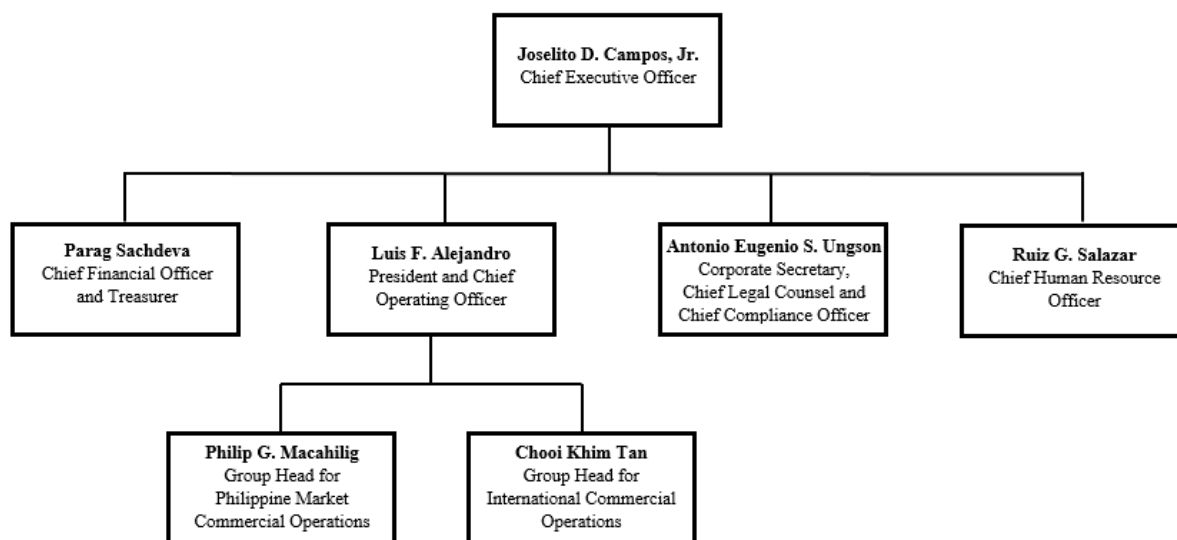 Joselito D. Campos, Jr.
Chief Executive Officer
Parag Sachdeva
Chief Financial Officer
and Treasurer
Luis F. Alejandro
President and Chief
Operating Officer
Antonio Eugenio S. Ungson
Corporate Secretary,
Chief Legal Counsel and
Chief Compliance Officer
Ruiz G. Salazar
Chief Human Resource
Officer
Philip G. Macahilig
Group Head for
Philippine Market
Commercial Operations
Chooi Khim Tan
Group Head for
International Commercial
Operations